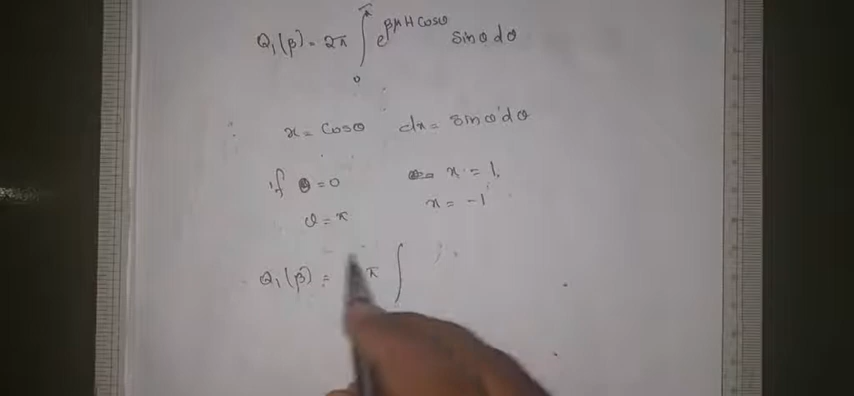 Q₁(β) = 2π ∫₀^π e^{βμH cosθ} sinθ dθ
x = cosθ dx = sinθ dθ
if θ=0 x = 1,
θ = π x = -1
Q₁(β) = π ∫